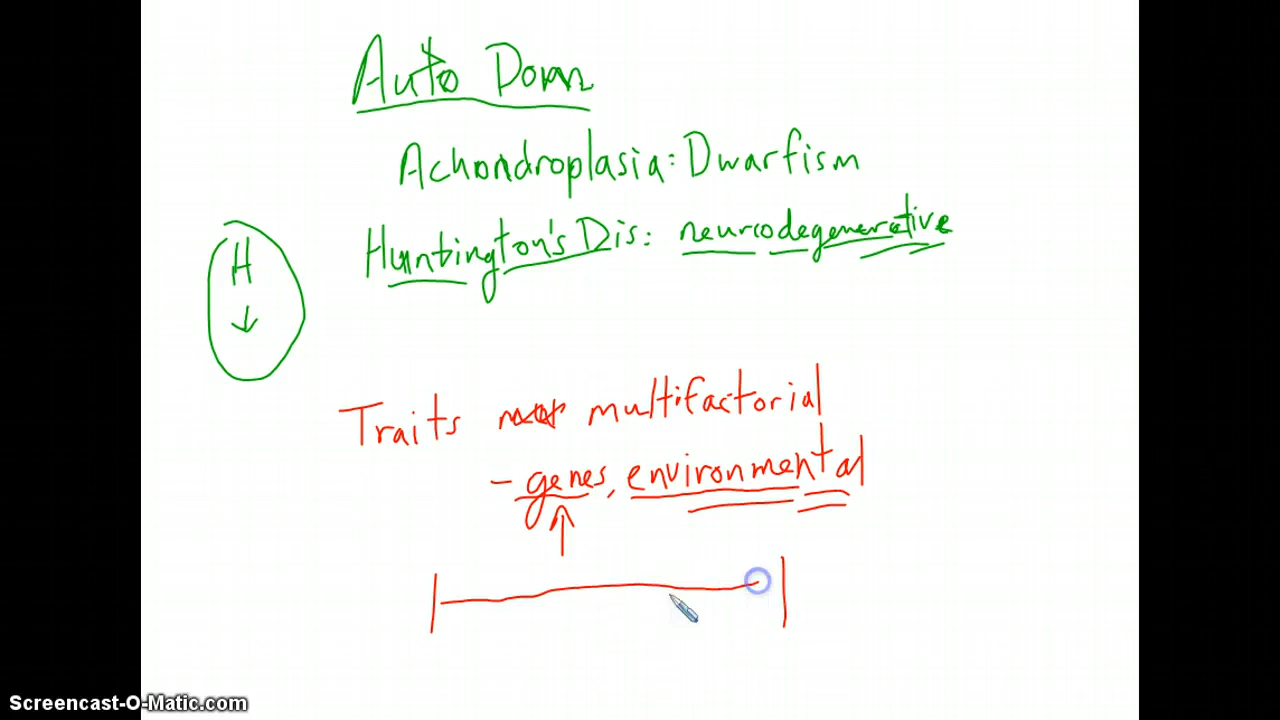 Auto Dom
Achondroplasia: Dwarfism
Huntington's Dis: neurodegenerative
H
Traits multifactorial
- genes, environmental
Screencast-O-Matic.com